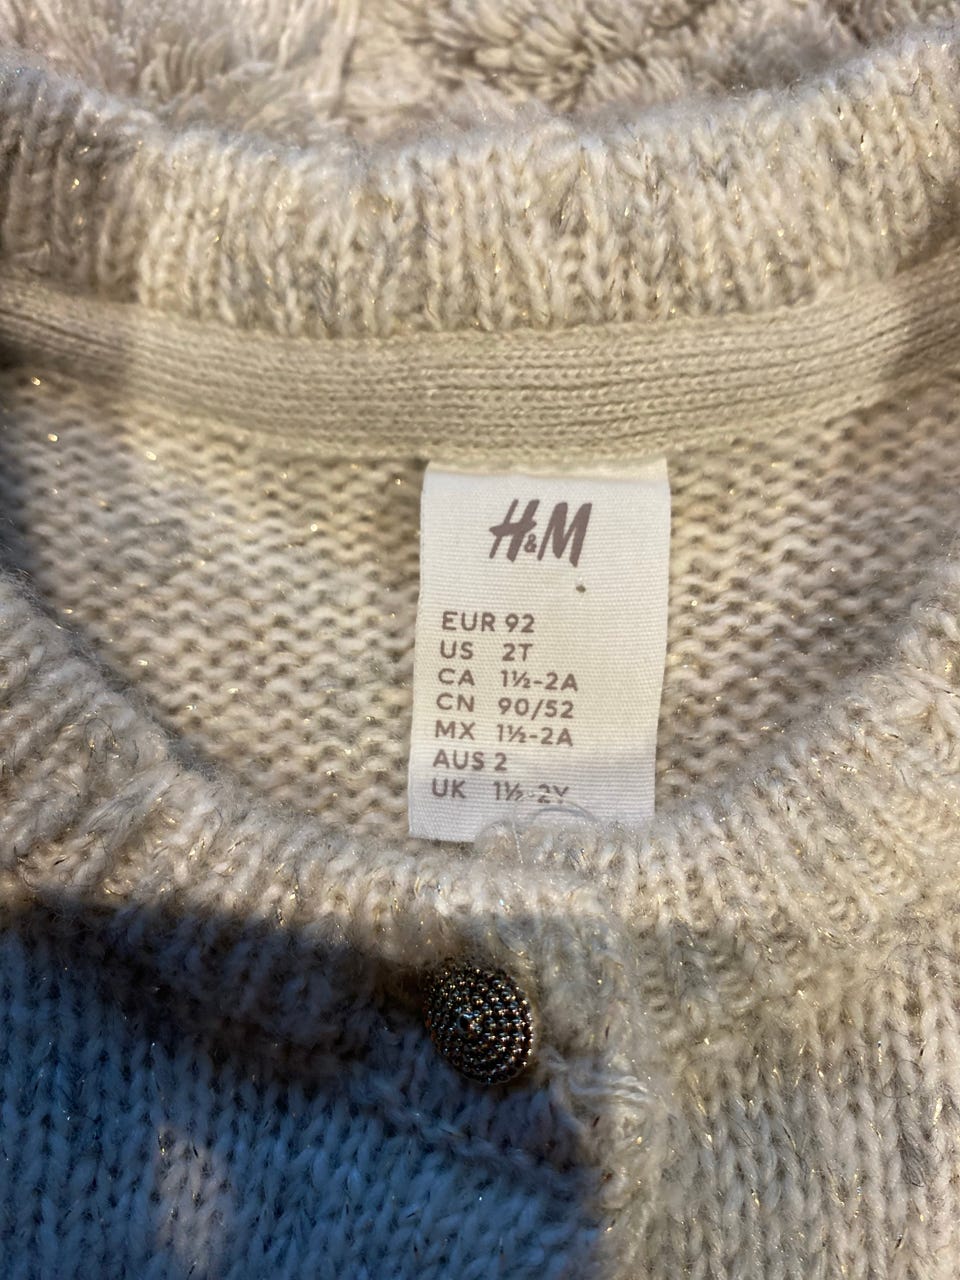 H&M
EUR 92
US 2T
CA 1½-2A
CN 90/52
MX 1½-2A
AUS 2
UK 1½-2Y